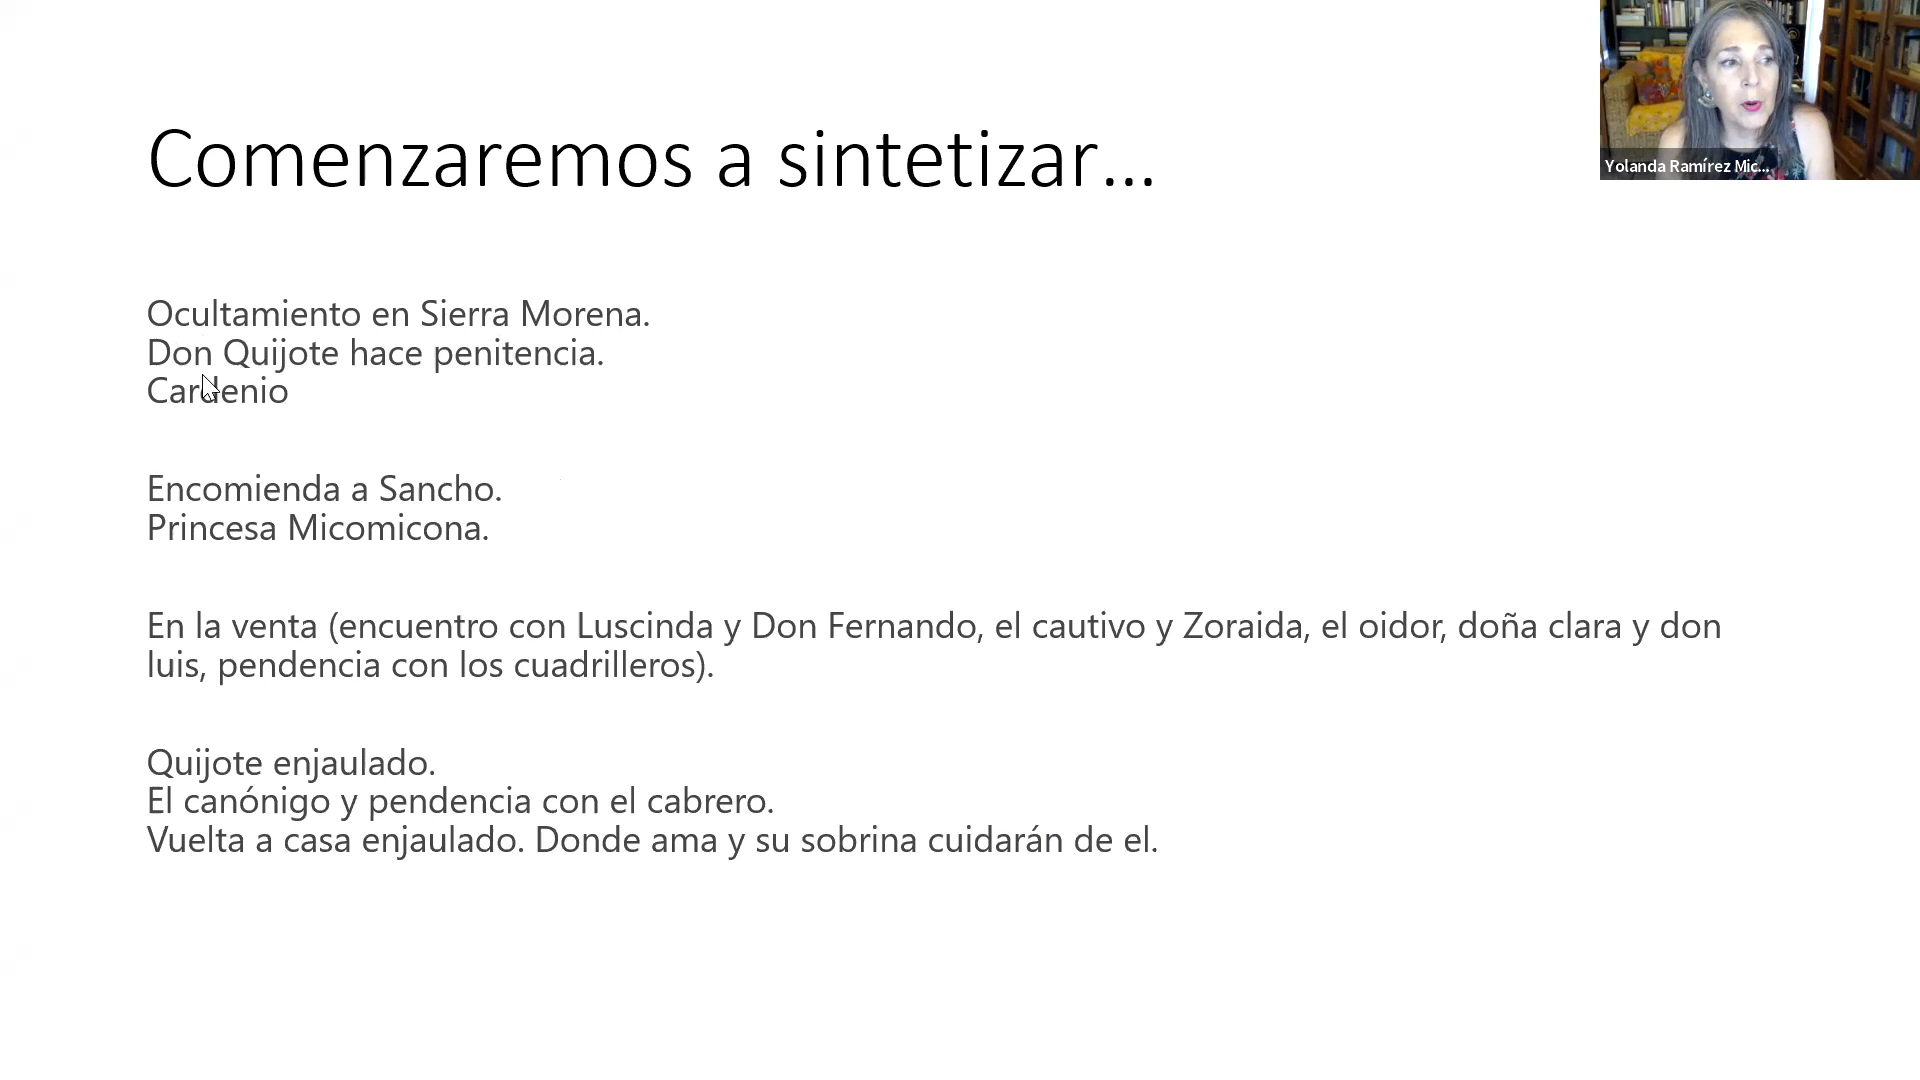 Comenzaremos a sintetizar...
Yolanda Ramírez Mic...
Ocultamiento en Sierra Morena.
Don Quijote hace penitencia.
Cardenio
Encomienda a Sancho.
Princesa Micomicona.
En la venta (encuentro con Luscinda y Don Fernando, el cautivo y Zoraida, el oidor, doña clara y don
luis, pendencia con los cuadrilleros).
Quijote enjaulado.
El canónigo y pendencia con el cabrero.
Vuelta a casa enjaulado. Donde ama y su sobrina cuidarán de el.